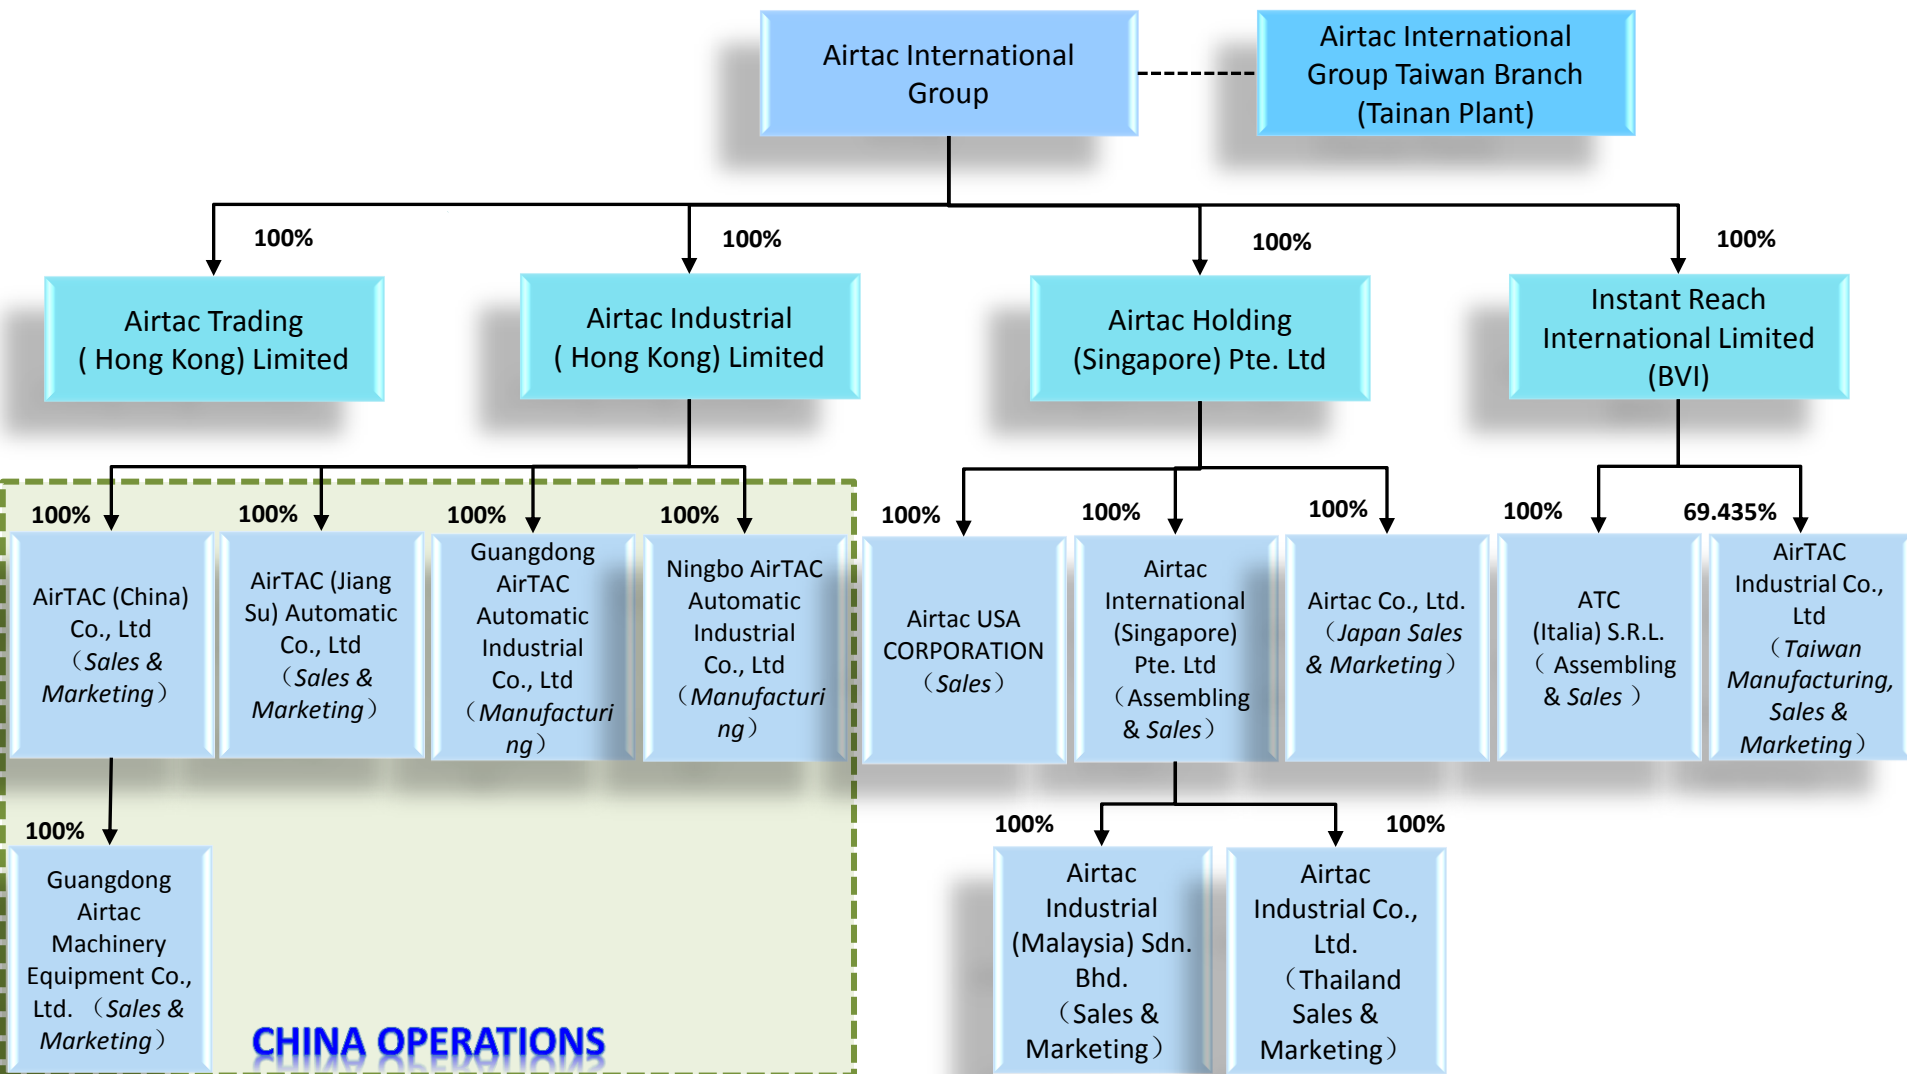 Airtac International
Group
Airtac International
Group Taiwan Branch
(Tainan Plant)
100%
100%
100%
100%
Airtac Trading
( Hong Kong) Limited
Airtac Industrial
( Hong Kong) Limited
Airtac Holding
(Singapore) Pte. Ltd
Instant Reach
International Limited
(BVI)
100%
100%
100%
100%
100%
100%
100%
100%
69.435%
AirTAC (China)
Co., Ltd
（Sales &
Marketing）
AirTAC (Jiang
Su) Automatic
Co., Ltd
（Sales &
Marketing）
Guangdong
AirTAC
Automatic
Industrial
Co., Ltd
（Manufacturi
ng）
Ningbo AirTAC
Automatic
Industrial
Co., Ltd
（Manufacturi
ng）
Airtac USA
CORPORATION
（Sales）
Airtac
International
(Singapore)
Pte. Ltd
（Assembling
& Sales）
Airtac Co., Ltd.
（Japan Sales
& Marketing）
ATC
(Italia) S.R.L.
（ Assembling
& Sales ）
AirTAC
Industrial Co.,
Ltd
（Taiwan
Manufacturing,
Sales &
Marketing）
100%
100%
100%
Guangdong
Airtac
Machinery
Equipment Co.,
Ltd. （Sales &
Marketing）
Airtac
Industrial
(Malaysia) Sdn.
Bhd.
（Sales &
Marketing）
Airtac
Industrial Co.,
Ltd.
（Thailand
Sales &
Marketing）
CHINA OPERATIONS